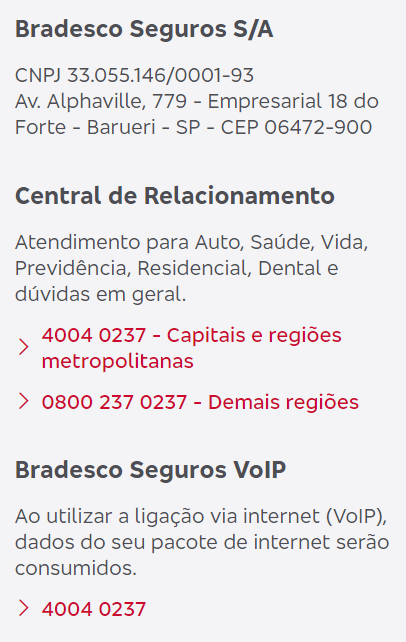 Bradesco Seguros S/A
CNPJ 33.055.146/0001-93
Av. Alphaville, 779 - Empresarial 18 do
Forte - Barueri - SP - CEP 06472-900
Central de Relacionamento
Atendimento para Auto, Saúde, Vida,
Previdência, Residencial, Dental e
dúvidas em geral.
4004 0237 - Capitais e regiões
metropolitanas
0800 237 0237 - Demais regiões
Bradesco Seguros VoIP
Ao utilizar a ligação via internet (VoIP),
dados do seu pacote de internet serão
consumidos.
4004 0237